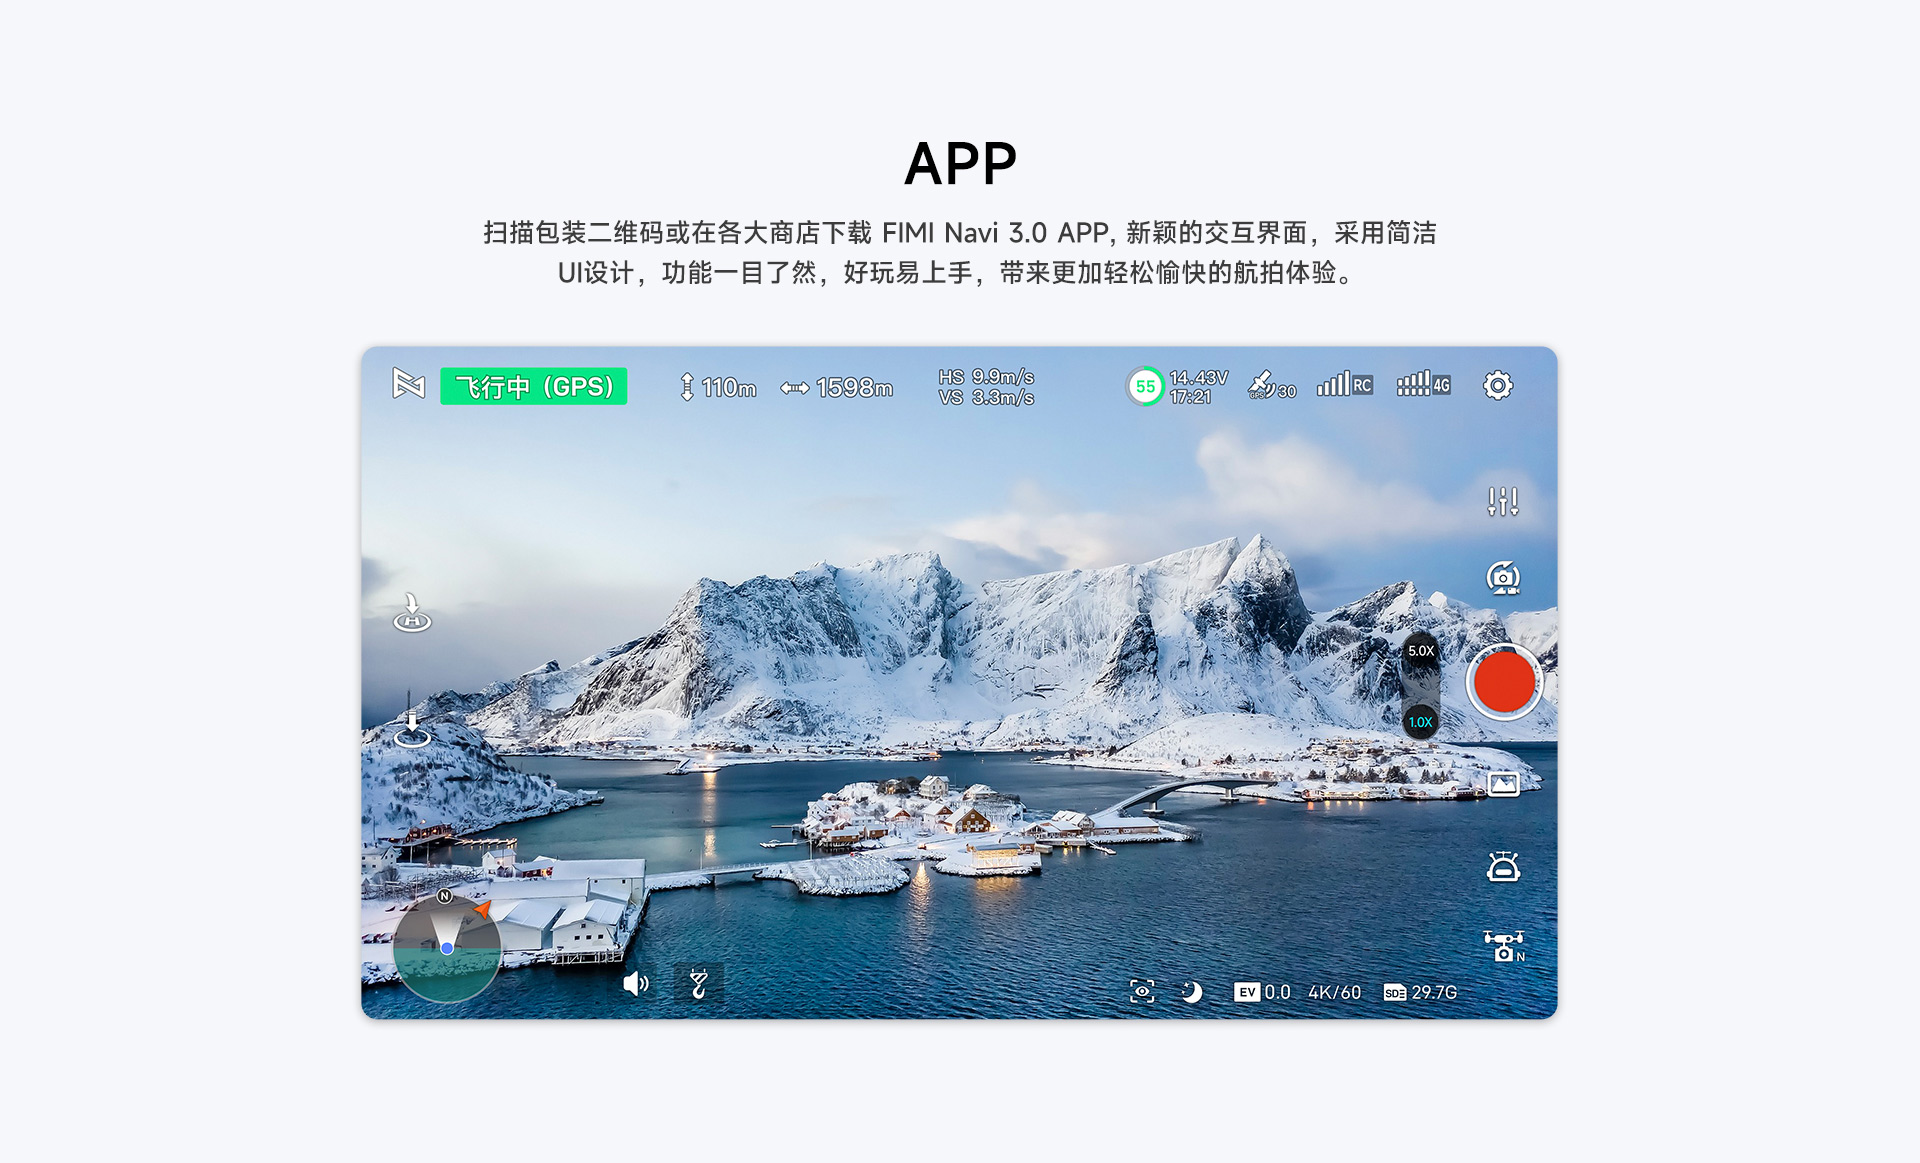 APP
扫描包装二维码或在各大商店下载 FIMI Navi 3.0 APP, 新颖的交互界面，采用简洁
UI设计，功能一目了然，好玩易上手，带来更加轻松愉快的航拍体验。
飞行中（GPS）
110m
1598m
HS 9.9m/s
VS 3.3m/s
55
14.43V
17:21
GPS
30
RC
4G
H
5.0X
1.0X
N
N
EV 0.0
4K/60
SDE 29.7G